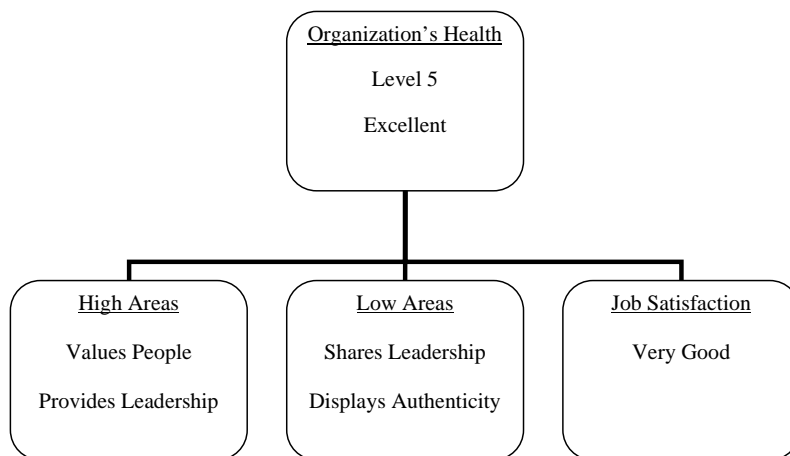 Organization’s Health
Level 5
Excellent
High Areas
Values People
Provides Leadership
Low Areas
Shares Leadership
Displays Authenticity
Job Satisfaction
Very Good